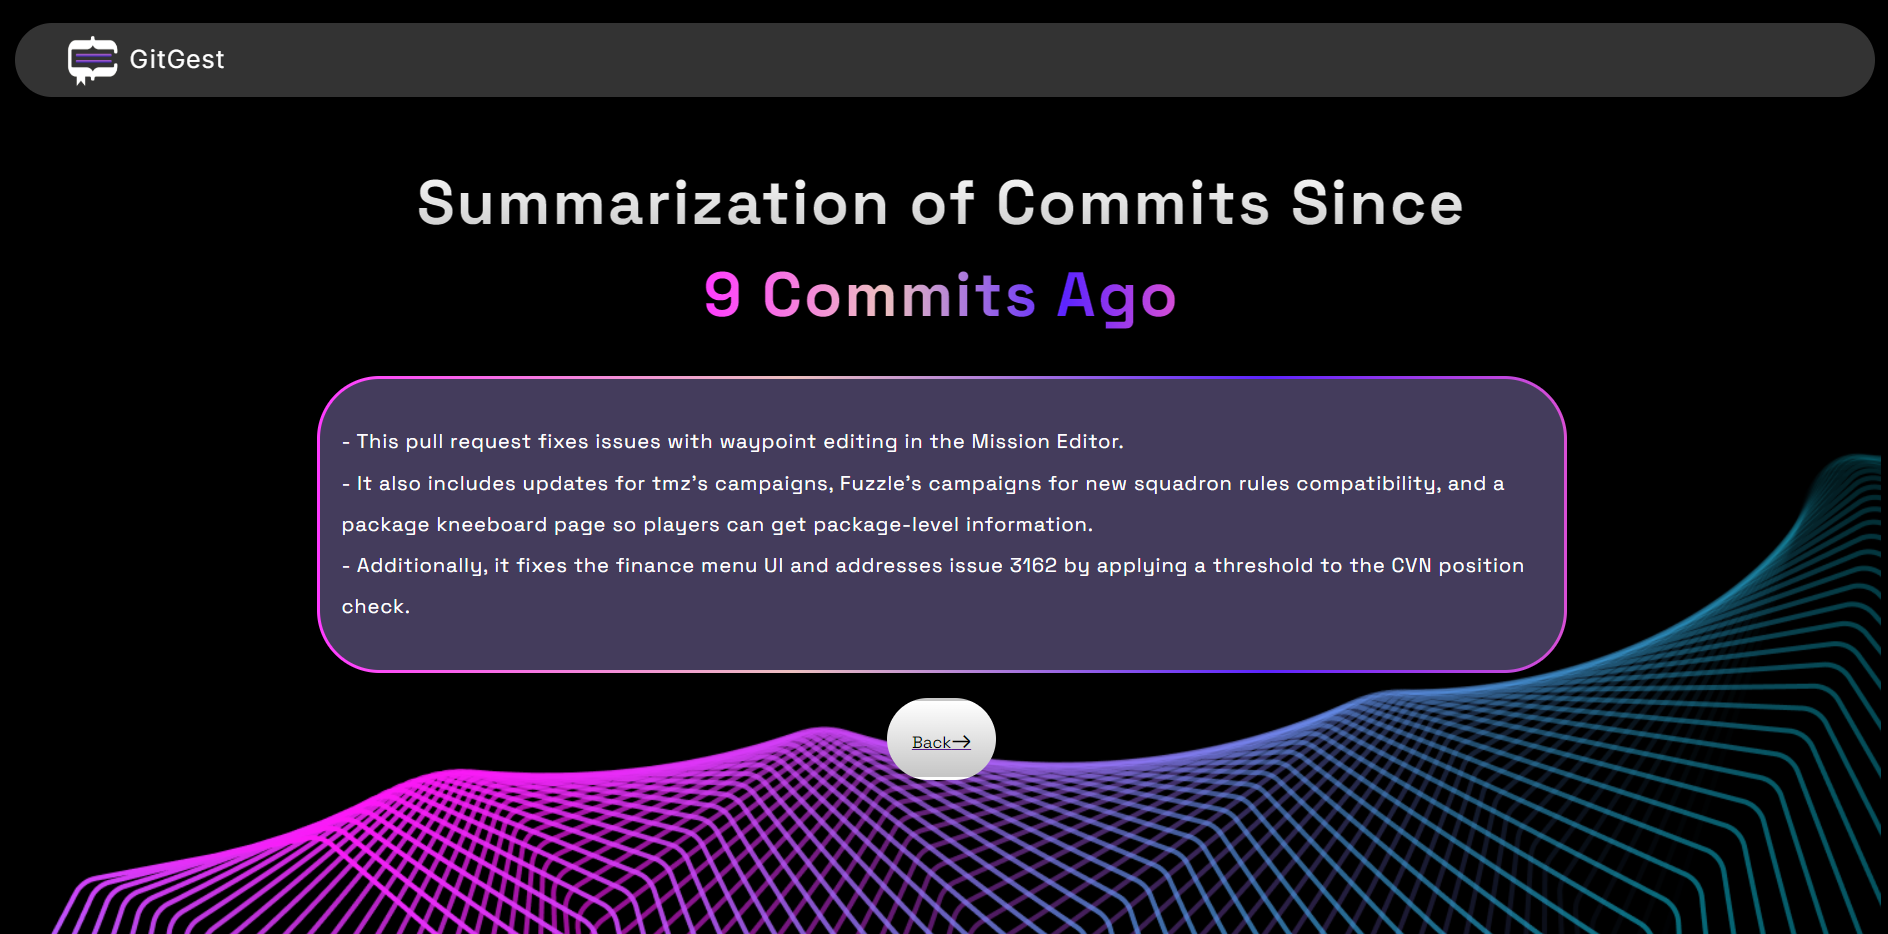 GitGest
Summarization of Commits Since
9 Commits Ago
- This pull request fixes issues with waypoint editing in the Mission Editor.
- It also includes updates for tmz's campaigns, Fuzzle's campaigns for new squadron rules compatibility, and a
package kneeboard page so players can get package-level information.
- Additionally, it fixes the finance menu UI and addresses issue 3162 by applying a threshold to the CVN position
check.
Back→